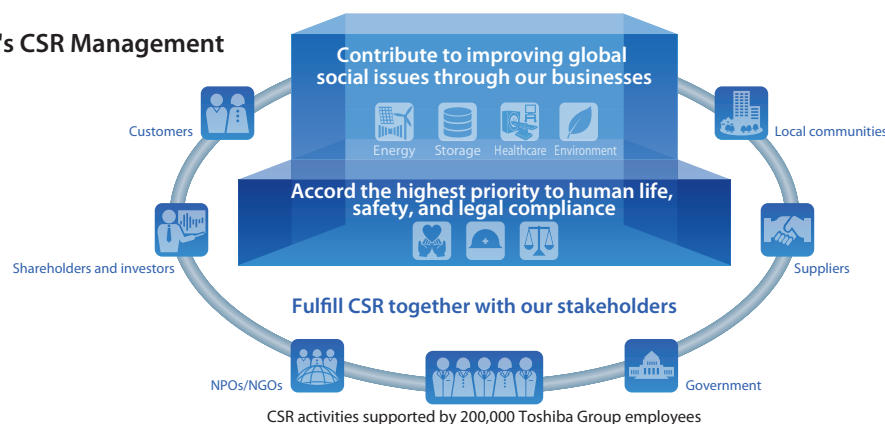 's CSR Management
Contribute to improving global
social issues through our businesses
Energy Storage Healthcare Environment
Customers
Local communities
Accord the highest priority to human life,
safety, and legal compliance
Shareholders and investors
Suppliers
Fulfill CSR together with our stakeholders
NPOs/NGOs
Government
CSR activities supported by 200,000 Toshiba Group employees